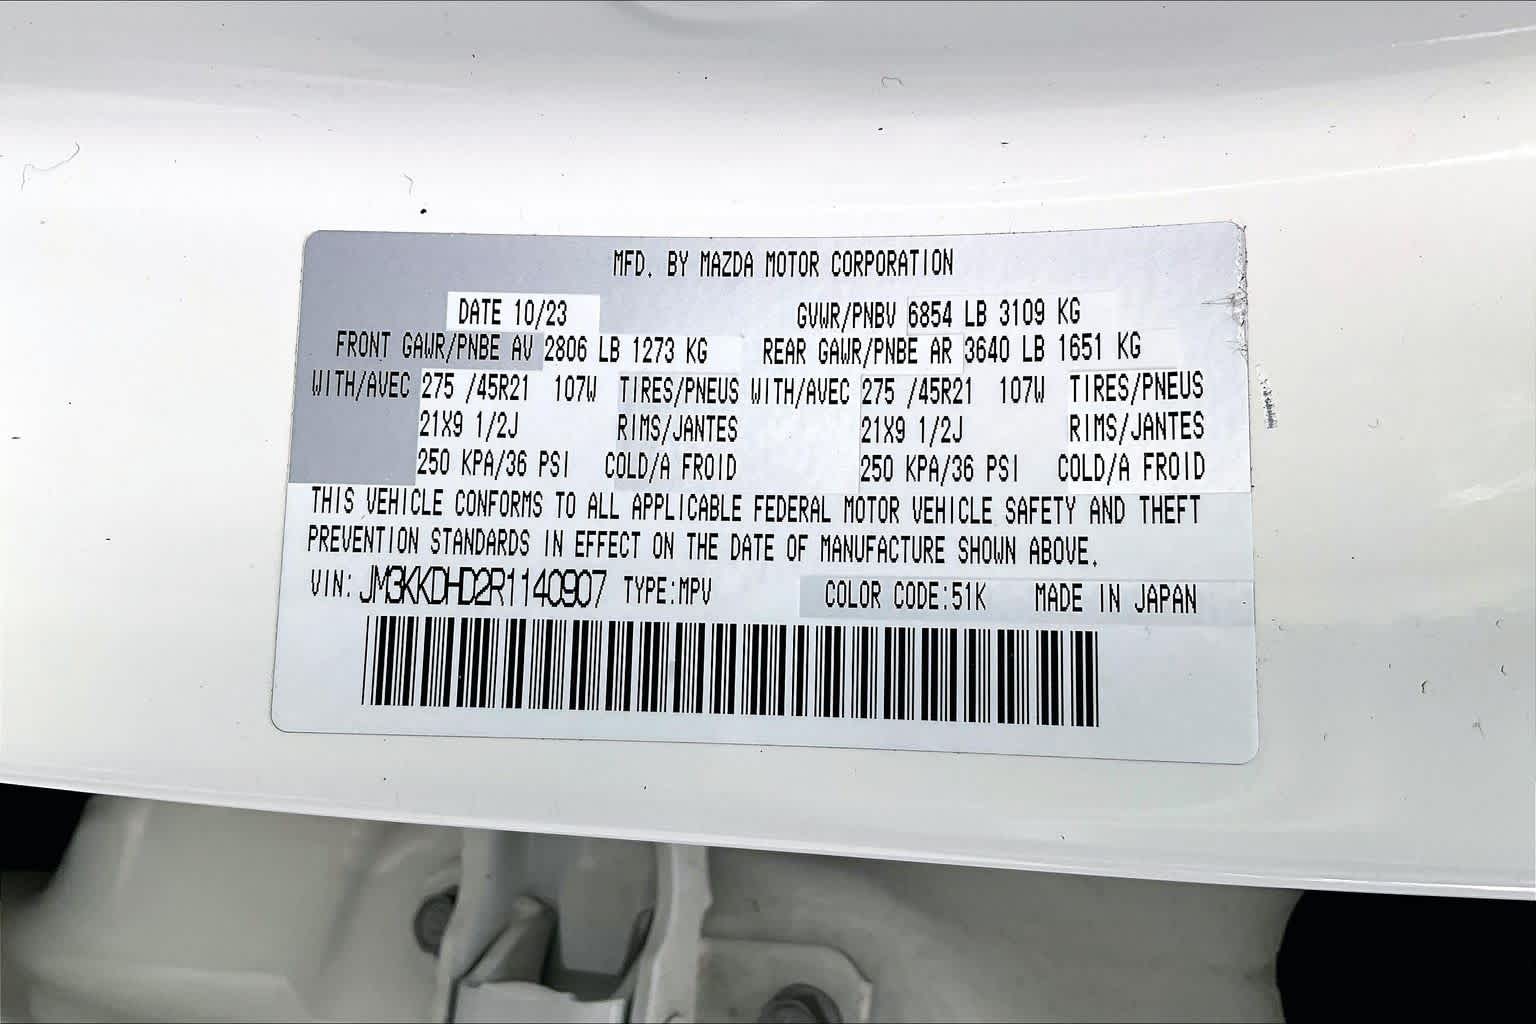 MFD. BY MAZDA MOTOR CORPORATION
DATE 10/23 GVWR/PNBV 6854 LB 3109 KG
FRONT GAWR/PNBE AV 2806 LB 1273 KG REAR GAWR/PNBE AR 3640 LB 1651 KG
WITH/AVEC 275 /45R21 107W TIRES/PNEUS WITH/AVEC 275 /45R21 107W TIRES/PNEUS
21X9 1/2J RIMS/JANTES 21X9 1/2J RIMS/JANTES
250 KPA/36 PSI COLD/A FROID 250 KPA/36 PSI COLD/A FROID
THIS VEHICLE CONFORMS TO ALL APPLICABLE FEDERAL MOTOR VEHICLE SAFETY AND THEFT
PREVENTION STANDARDS IN EFFECT ON THE DATE OF MANUFACTURE SHOWN ABOVE.
VIN: JM3KKDHD2R1140907 TYPE:MPV COLOR CODE:51K MADE IN JAPAN